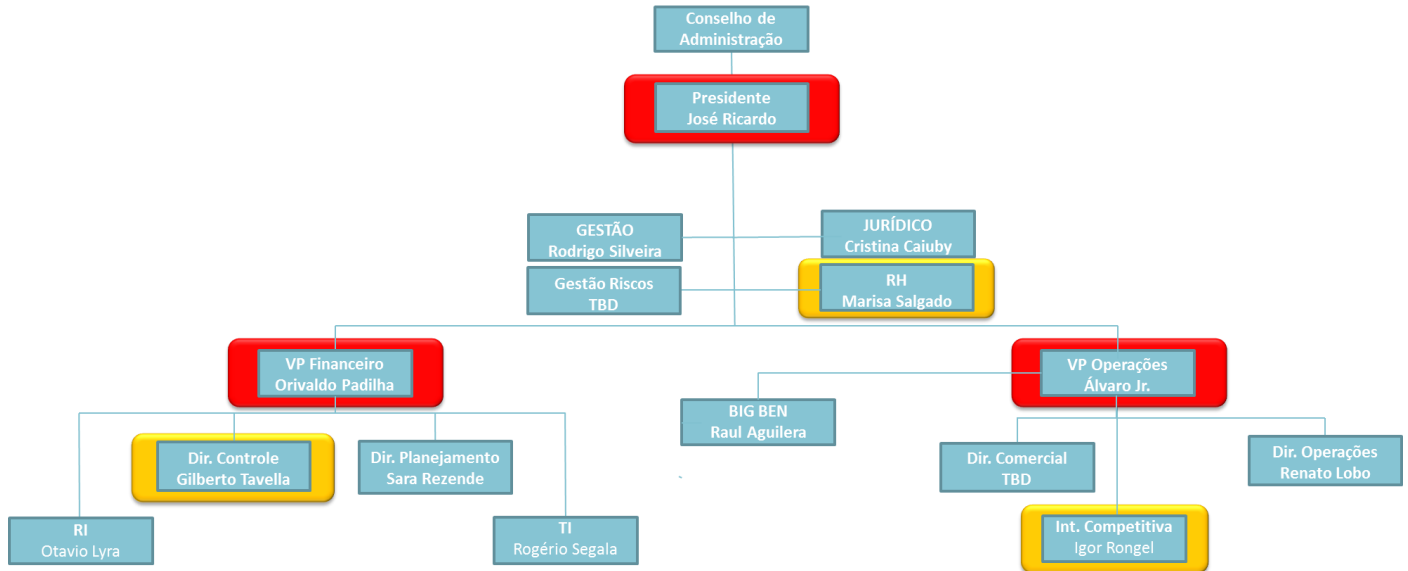 Conselho de
Administração
Presidente
José Ricardo
GESTÃO
Rodrigo Silveira
JURÍDICO
Cristina Caiuby
Gestão Riscos
TBD
RH
Marisa Salgado
VP Financeiro
Orivaldo Padilha
VP Operações
Álvaro Jr.
BIG BEN
Raul Aguilera
Dir. Controle
Gilberto Tavella
Dir. Planejamento
Sara Rezende
Dir. Comercial
TBD
Dir. Operações
Renato Lobo
RI
Otavio Lyra
TI
Rogério Segala
Int. Competitiva
Igor Rongel